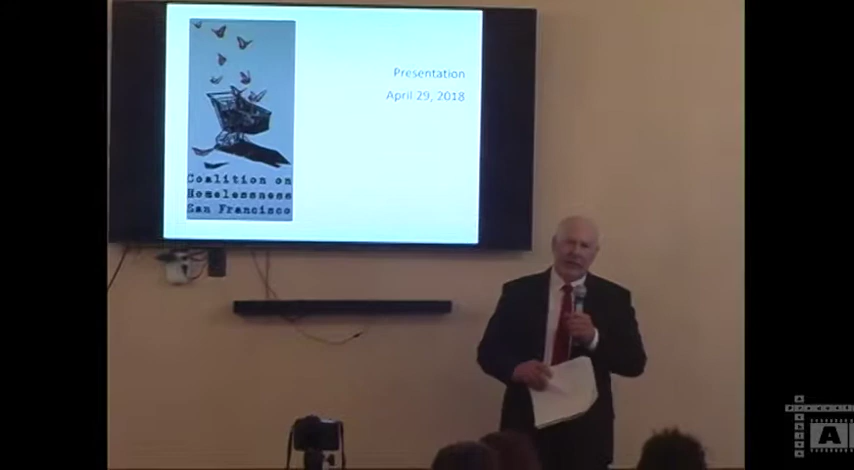 Presentation
April 29, 2018
Coalition on
Homelessness
San Francisco
A